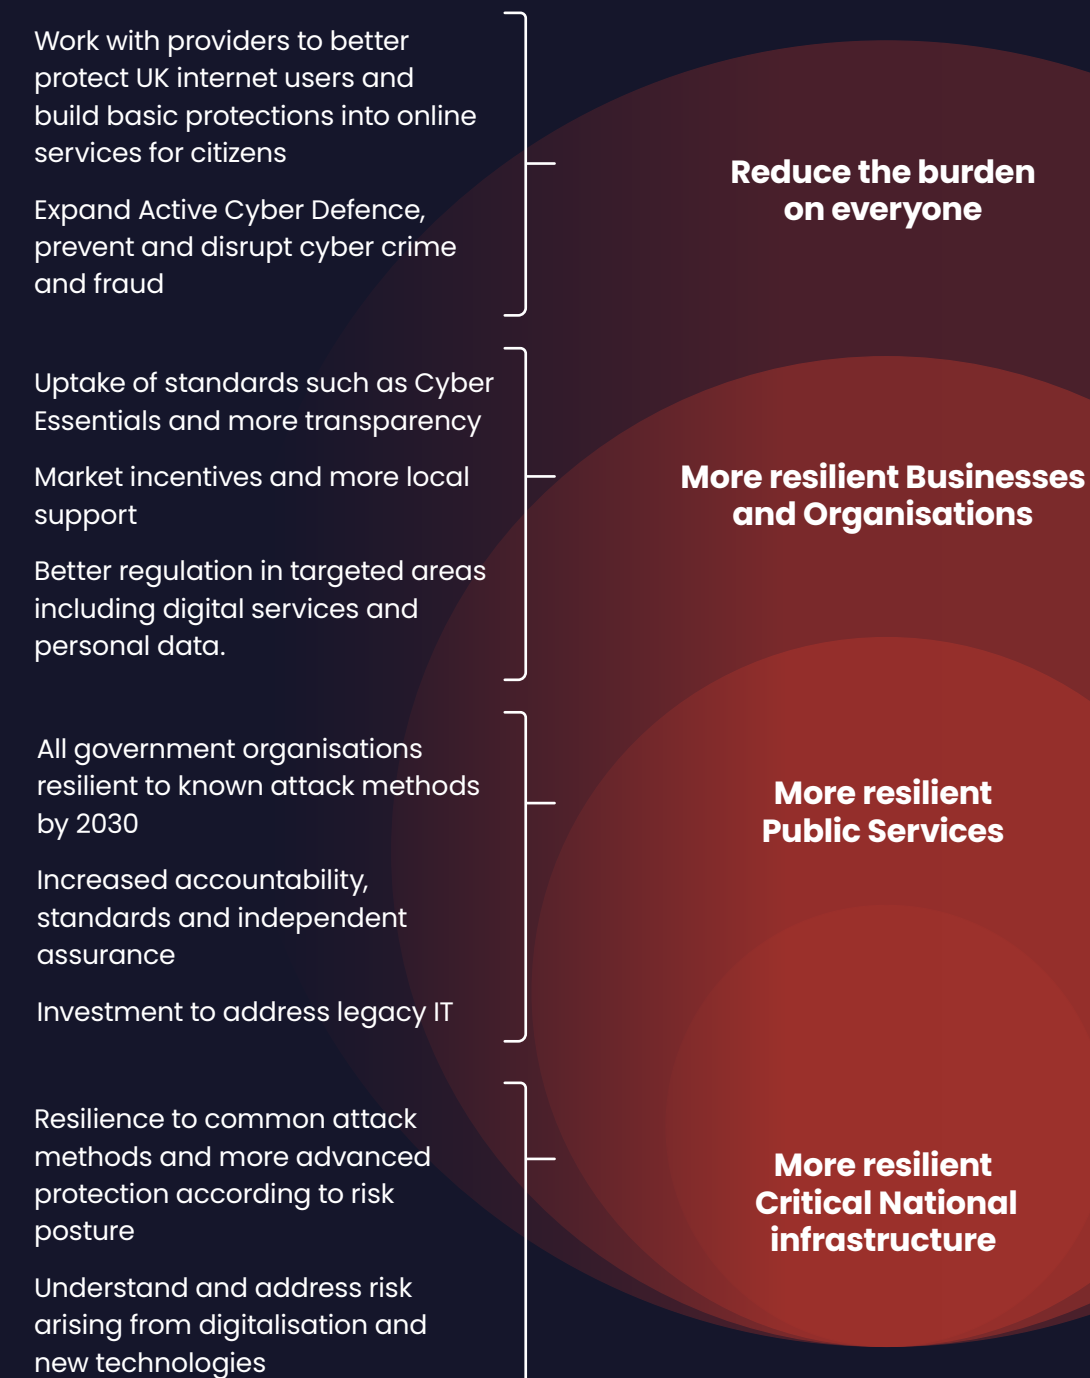 Work with providers to better
protect UK internet users and
build basic protections into online
services for citizens
Expand Active Cyber Defence,
prevent and disrupt cyber crime
and fraud
Reduce the burden
on everyone
Uptake of standards such as Cyber
Essentials and more transparency
Market incentives and more local
support
Better regulation in targeted areas
including digital services and
personal data.
More resilient Businesses
and Organisations
All government organisations
resilient to known attack methods
by 2030
Increased accountability,
standards and independent
assurance
Investment to address legacy IT
More resilient
Public Services
Resilience to common attack
methods and more advanced
protection according to risk
posture
Understand and address risk
arising from digitalisation and
new technologies
More resilient
Critical National
infrastructure